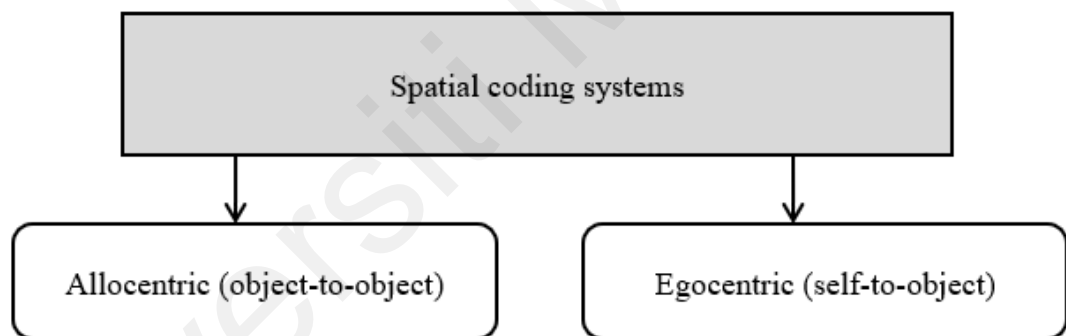 Spatial coding systems
Allocentric (object-to-object)
Egocentric (self-to-object)